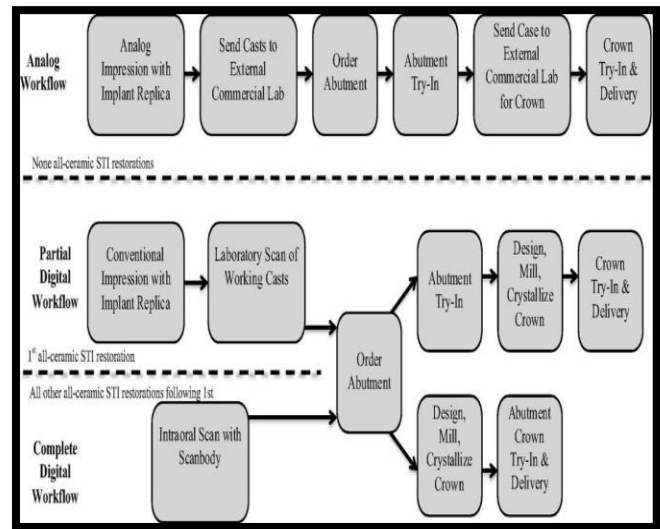 Analog
Workflow
Analog
Impression with
Implant Replica
Send Casts to
External
Commercial Lab
Order
Abutment
Abutment
Try-In
Send Case to
External
Commercial Lab
for Crown
Crown
Try-In &
Delivery
None all-ceramic STI restorations
Partial
Digital
Workflow
Conventional
Impression with
Implant Replica
Laboratory Scan of
Working Casts
Abutment
Try-In
Design,
Mill,
Crystallize
Crown
Crown
Try-In &
Delivery
1st all-ceramic STI restoration
Order
Abutment
All other all-ceramic STI restorations following 1st
Complete
Digital
Workflow
Intraoral Scan with
Scanbody
Design,
Mill,
Crystallize
Crown
Abutment
Crown
Try-In &
Delivery